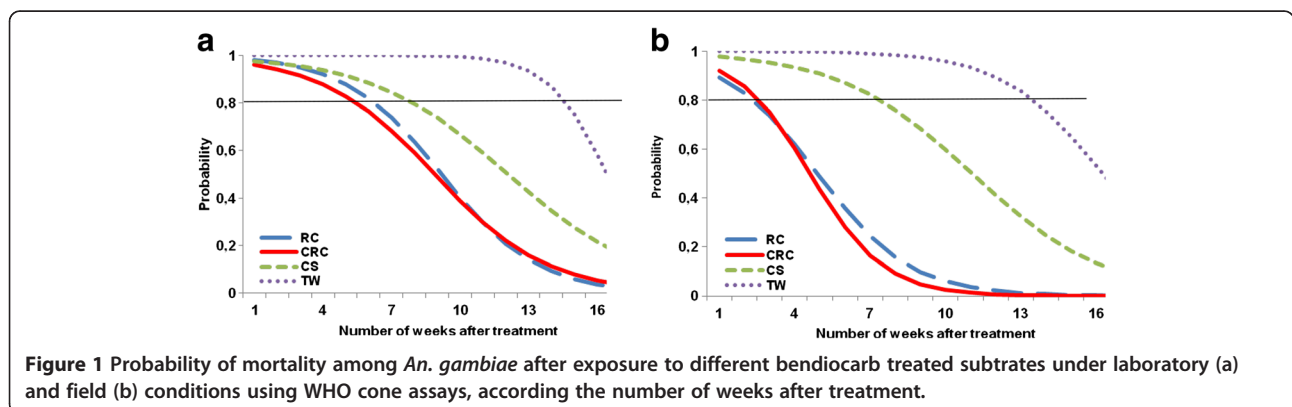 a
1
0.8
0.6
0.4
0.2
0
Probability
RC
CRC
CS
TW
1 4 7 10 13 16
Number of weeks after treatment
b
1
0.8
0.6
0.4
0.2
0
Probability
RC
CRC
CS
TW
1 4 7 10 13 16
Number of weeks after treatment
Figure 1 Probability of mortality among An. gambiae after exposure to different bendiocarb treated subtrates under laboratory (a)
and field (b) conditions using WHO cone assays, according the number of weeks after treatment.